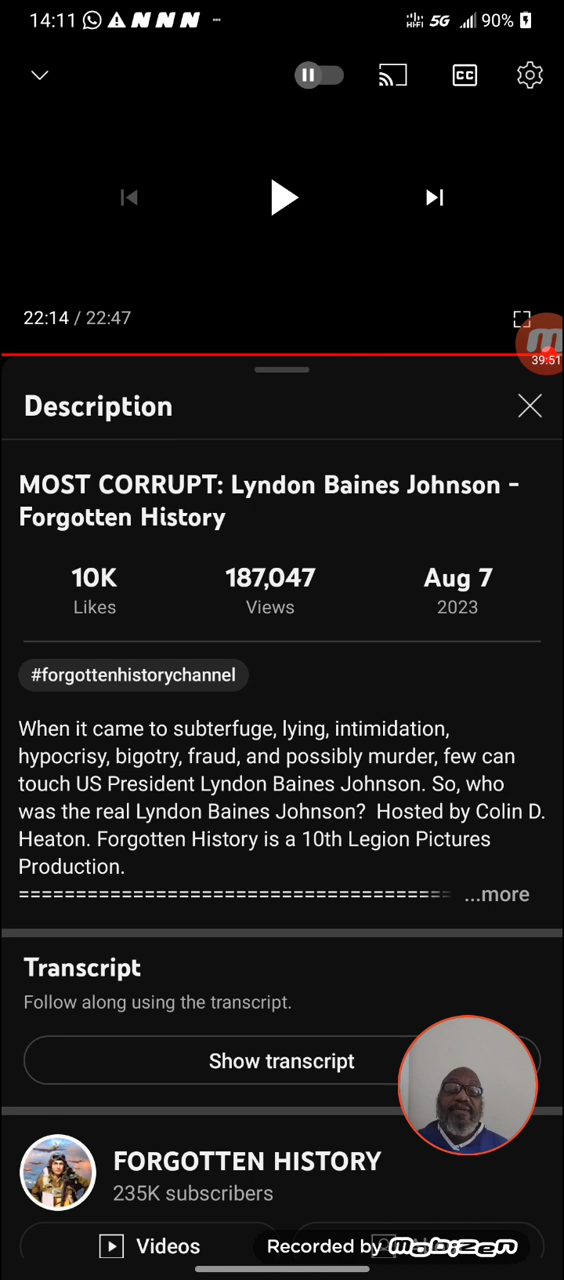 14:11
HiFi 5G 90%
CC
22:14 / 22:47
39:51
Description
MOST CORRUPT: Lyndon Baines Johnson -
Forgotten History
10K 187,047 Aug 7
Likes Views 2023
#forgottenhistorychannel
When it came to subterfuge, lying, intimidation,
hypocrisy, bigotry, fraud, and possibly murder, few can
touch US President Lyndon Baines Johnson. So, who
was the real Lyndon Baines Johnson? Hosted by Colin D.
Heaton. Forgotten History is a 10th Legion Pictures
Production.
======================================= ...more
Transcript
Follow along using the transcript.
Show transcript
FORGOTTEN HISTORY
235K subscribers
Videos
Recorded by mobizen